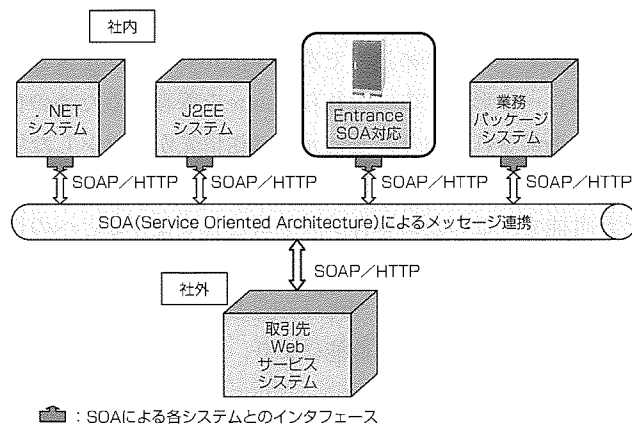 社内
．NET
システム
J2EE
システム
Entrance
SOA対応
業務
パッケージ
システム
SOAP／HTTP
SOAP／HTTP
SOAP／HTTP
SOAP／HTTP
SOA(Service Oriented Architecture)によるメッセージ連携
SOAP／HTTP
社外
取引先
Web
サービス
システム
：SOAによる各システムとのインタフェース